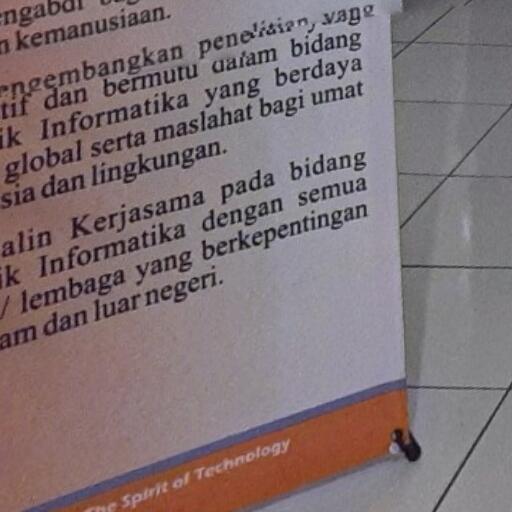 ngabdi
n kemanusiaan.
engembangkan penelitian, yang
tif dan bermutu dalam bidang
ik Informatika yang berdaya
global serta maslahat bagi umat
sia dan lingkungan.
alin Kerjasama pada bidang
ik Informatika dengan semua
/ lembaga yang berkepentingan
am dan luar negeri.
The Spirit of Technology